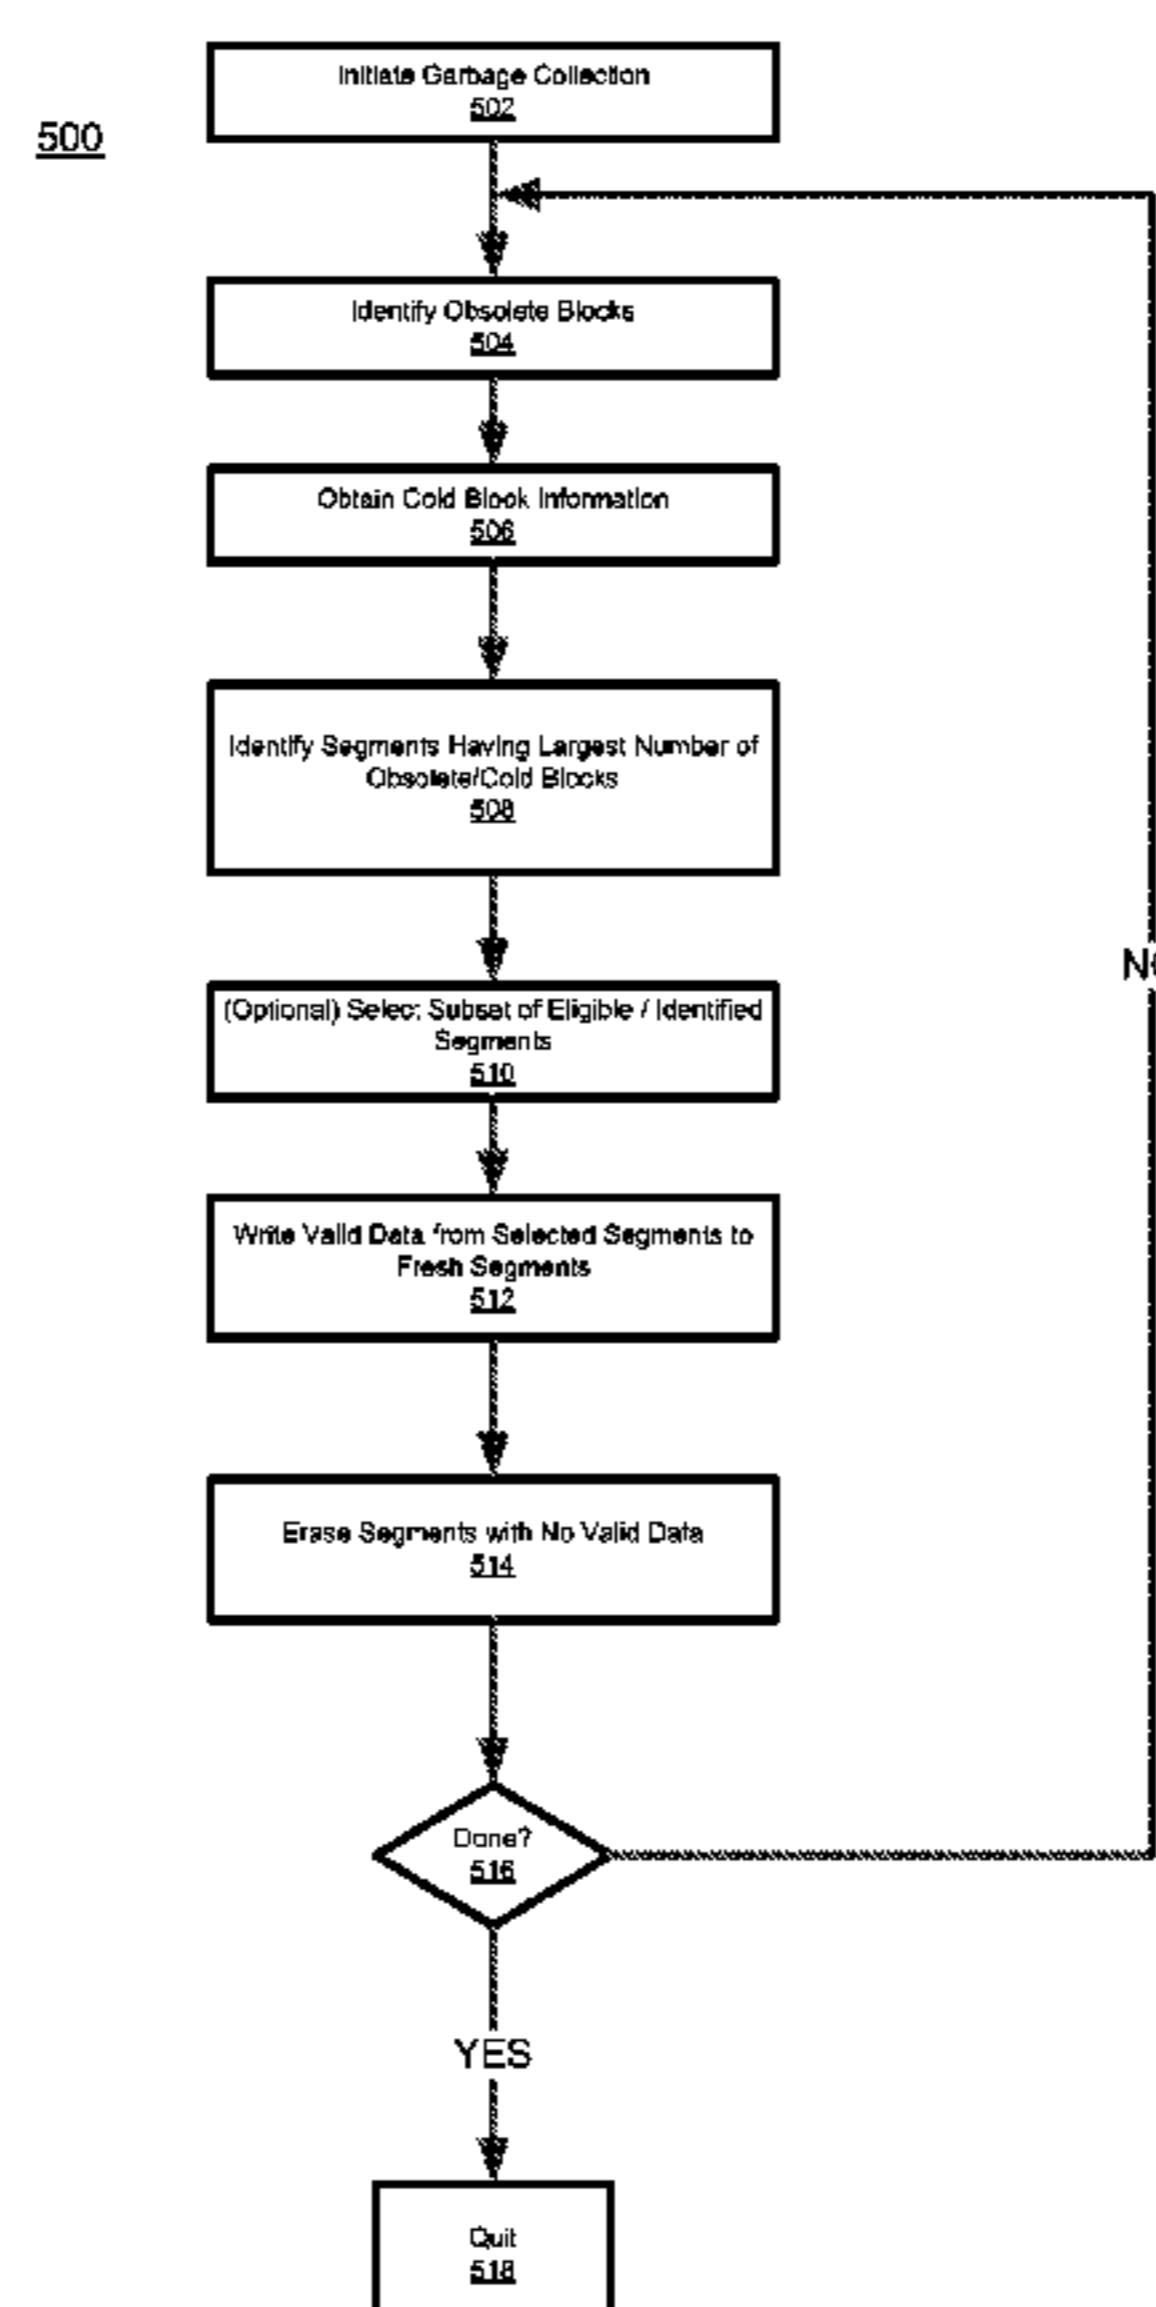 Initiate Garbage Collection
502
500
Identify Obsolete Blocks
504
Obtain Cold Block Information
506
Identify Segments Having Largest Number of
Obsolete/Cold Blocks
508
(Optional) Select Subset of Eligible / Identified
Segments
510
Write Valid Data from Selected Segments to
Fresh Segments
512
Erase Segments with No Valid Data
514
Done?
516
YES
Quit
518